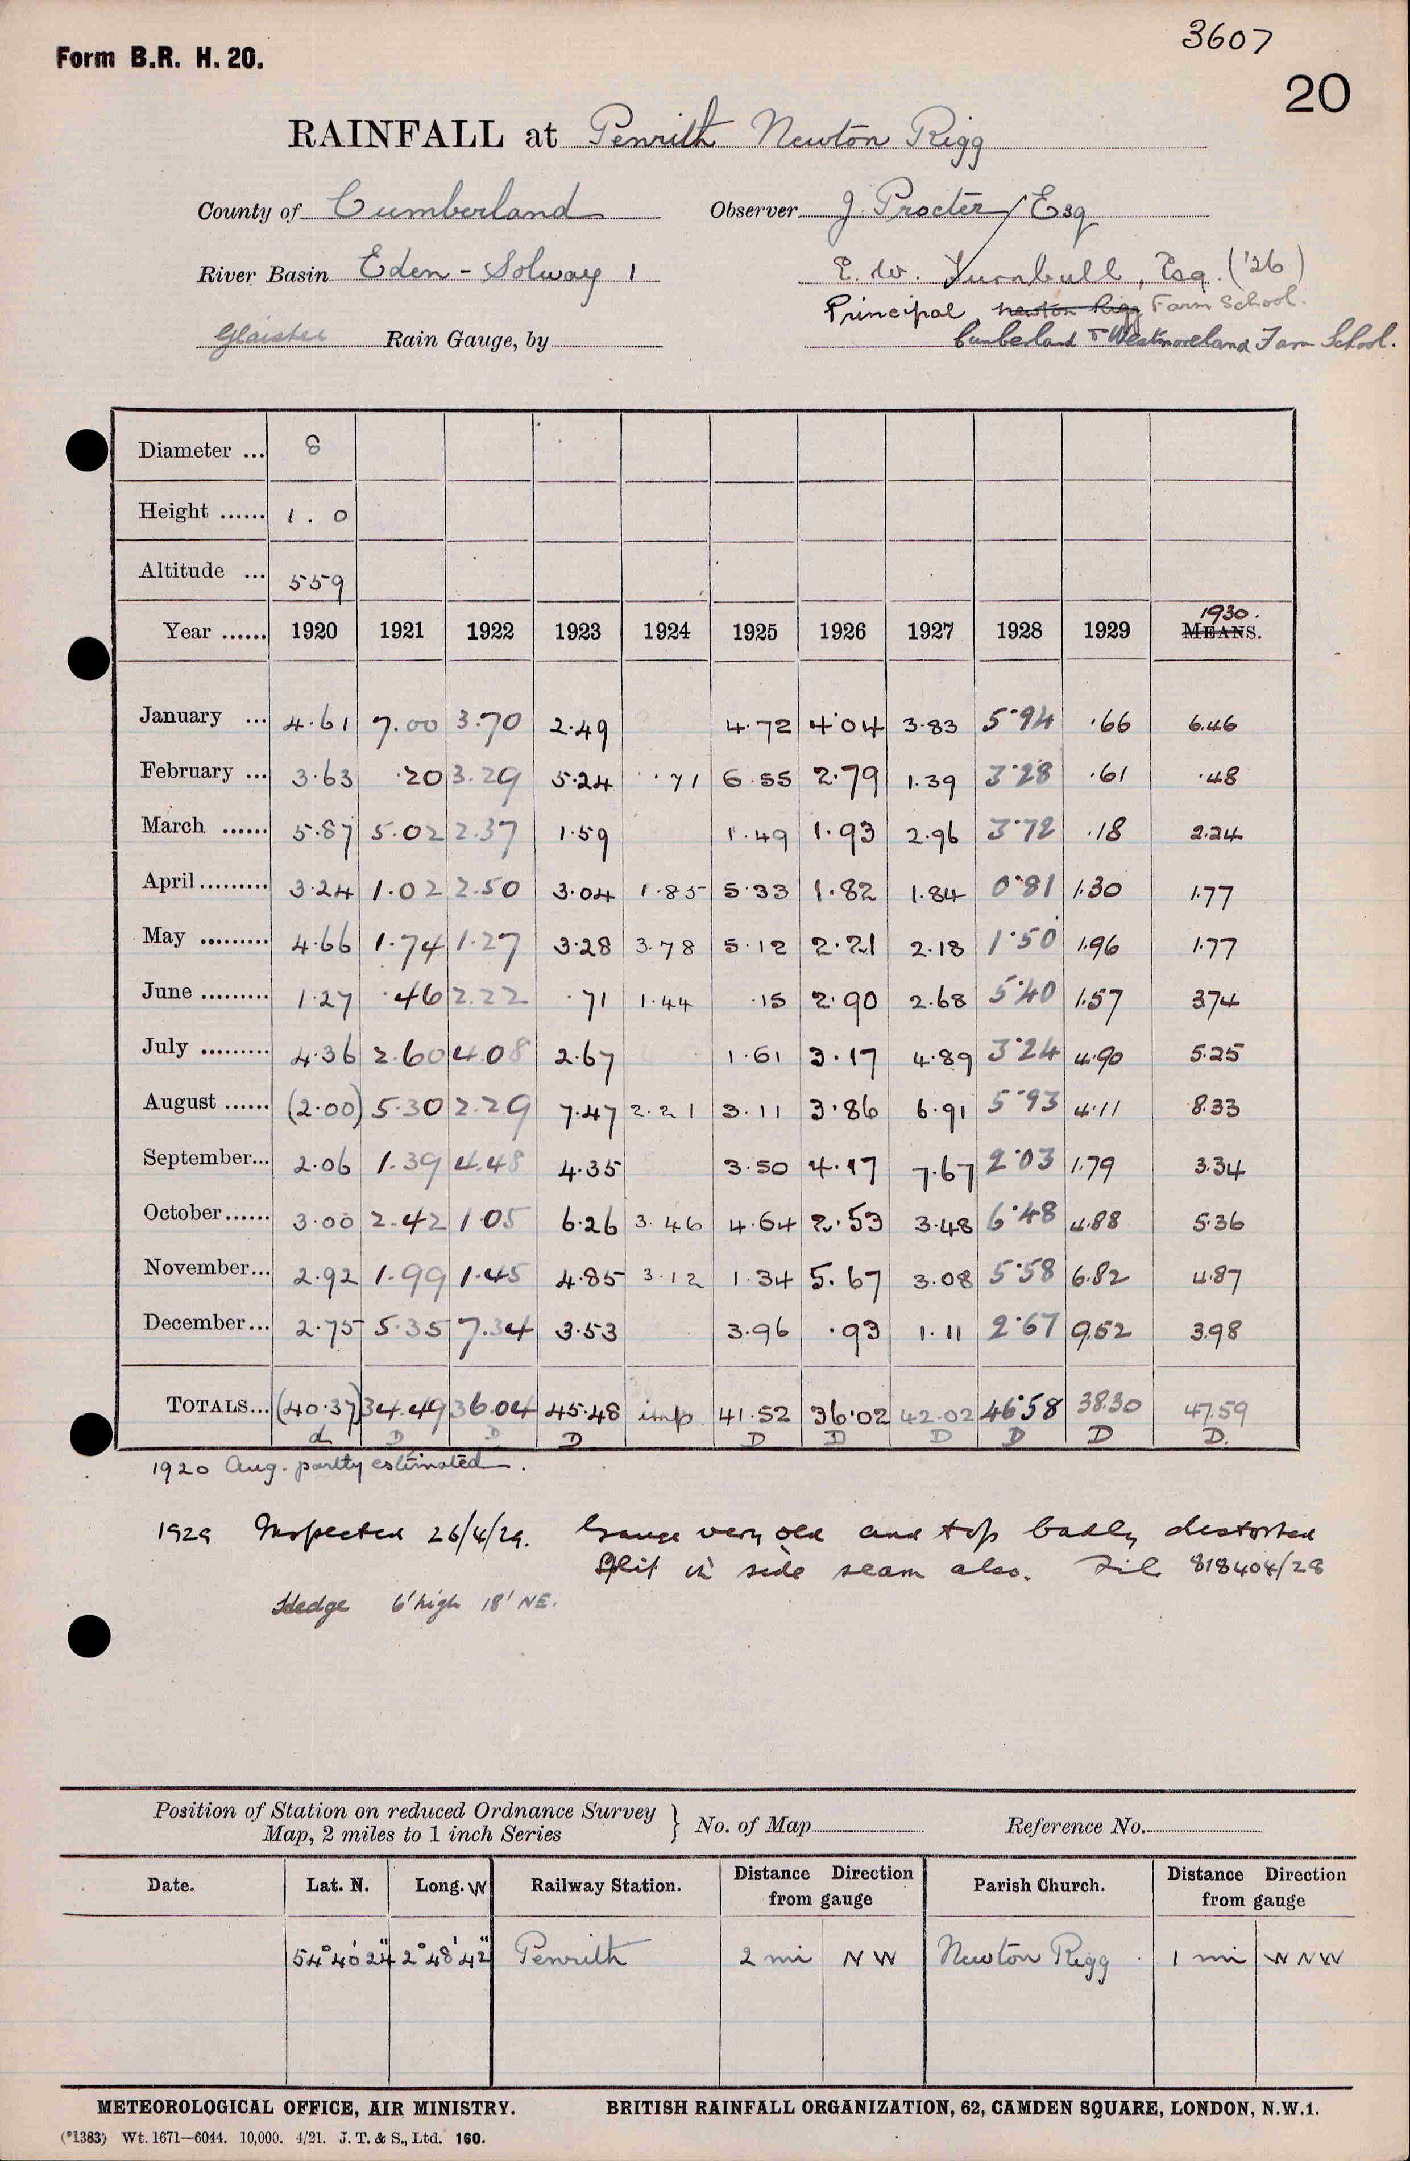 3607
Form B.R. H. 20.
20
RAINFALL at Penrith Newton Rigg
County of Cumberland Observer J. Procter / Esq
River Basin Eden - Solway 1 E. W. Turnbull, Esq. ('26)
Principal Newton Rigg Farm School.
Glaisher Rain Gauge, by Cumberland & Westmoreland Farm School.
Diameter ... 8
Height ...... 1 . 0
Altitude ... 559
1930.
Year ...... 1920 1921 1922 1923 1924 1925 1926 1927 1928 1929 MEANS.
January ... 4.61 7.00 3.70 2.49 4.72 4.04 3.83 5.94 .66 6.46
February ... 3.63 .20 3.29 5.24 .71 6.55 2.79 1.39 3.28 .61 .48
March ...... 5.87 5.02 2.37 1.59 1.49 1.93 2.96 3.72 .18 2.24
April ......... 3.24 1.02 2.50 3.04 1.85 5.33 1.82 1.84 0.81 1.30 1.77
May ......... 4.66 1.74 1.27 3.28 3.78 5.12 2.21 2.18 1.50 1.96 1.77
June ......... 1.27 .46 2.22 .71 1.44 .15 2.90 2.68 5.40 1.57 3.74
July ......... 4.36 2.60 4.08 2.67 1.61 3.17 4.89 3.24 4.90 5.25
August ...... (2.00) 5.30 2.29 7.47 2.21 3.11 3.86 6.91 5.93 4.11 8.33
September... 2.06 1.39 4.48 4.35 3.50 4.17 7.67 2.03 1.79 3.34
October ...... 3.00 2.42 1.05 6.26 3.46 4.64 2.53 3.48 6.48 4.88 5.36
November... 2.92 1.99 1.45 4.85 3.12 1.34 5.67 3.08 5.58 6.82 4.87
December... 2.75 5.35 7.34 3.53 3.96 .93 1.11 2.67 9.52 3.98
TOTALS... (40.37) 34.49 36.04 45.48 imp 41.52 36.02 42.02 46.58 38.30 47.59
d D D D D D D D D D.
1920 Aug. partly estimated.
1929 Inspected 26/4/29. Gauge very old and top badly distorted
Split in side seam also. File 818404/28
Hedge 6' high 18' NE.
Position of Station on reduced Ordnance Survey
Map, 2 miles to 1 inch Series } No. of Map Reference No.
Date. Lat. N. Long. W Railway Station. Distance Direction from gauge Parish Church. Distance Direction from gauge
54° 40' 24" 2° 48' 42" Penrith 2 mi NW Newton Rigg 1 mi WNW
METEOROLOGICAL OFFICE, AIR MINISTRY. BRITISH RAINFALL ORGANIZATION, 62, CAMDEN SQUARE, LONDON, N.W.1.
(*1383) Wt. 1671—6044. 10,000. 4/21. J. T. & S., Ltd. 160.